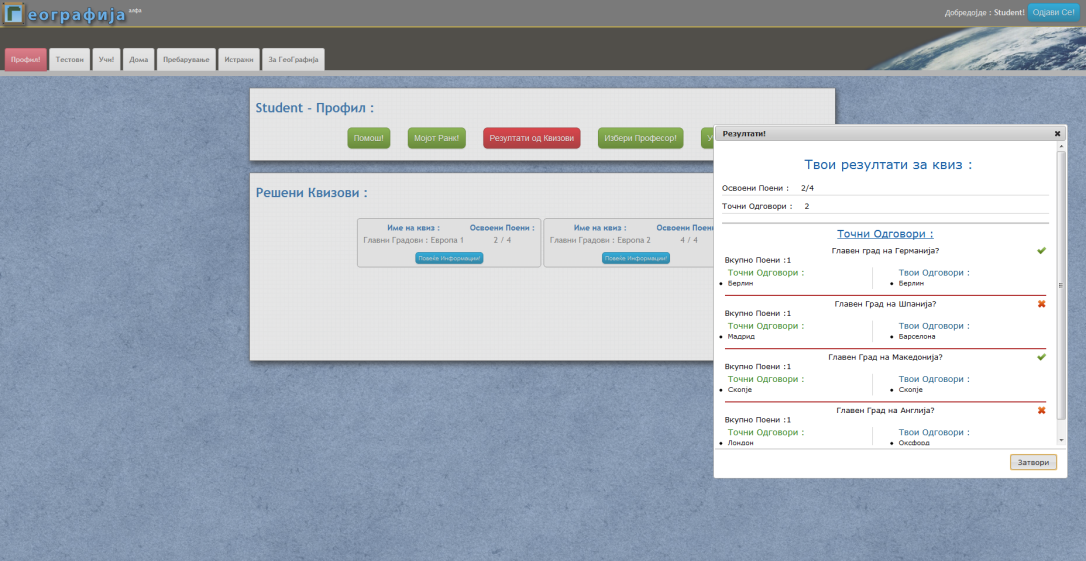 Географија алфа
Добредојде : Student! Одјави Се!
Профил! Тестови Учи! Дома Пребарување Истражи За ГеоГрафија
Student - Профил :
Помош! Мојот Ранк! Резултати од Квизови Избери Професор! У
Решени Квизови :
Име на квиз : Освоени Поени :
Главни Градови : Европа 1 2 / 4
Повеќе Информации!
Име на квиз : Освоени Поени
Главни Градови : Европа 2 4 / 4
Повеќе Информации!
Резултати!
Твои резултати за квиз :
Освоени Поени : 2/4
Точни Одговори : 2
Точни Одговори :
Главен град на Германија?
Вкупно Поени :1
Точни Одговори : Твои Одговори :
Берлин Берлин
Главен Град на Шпанија?
Вкупно Поени :1
Точни Одговори : Твои Одговори :
Мадрид Барселона
Главен Град на Македонија?
Вкупно Поени :1
Точни Одговори : Твои Одговори :
Скопје Скопје
Главен Град на Англија?
Вкупно Поени :1
Точни Одговори : Твои Одговори :
Лондон Оксфорд
Затвори